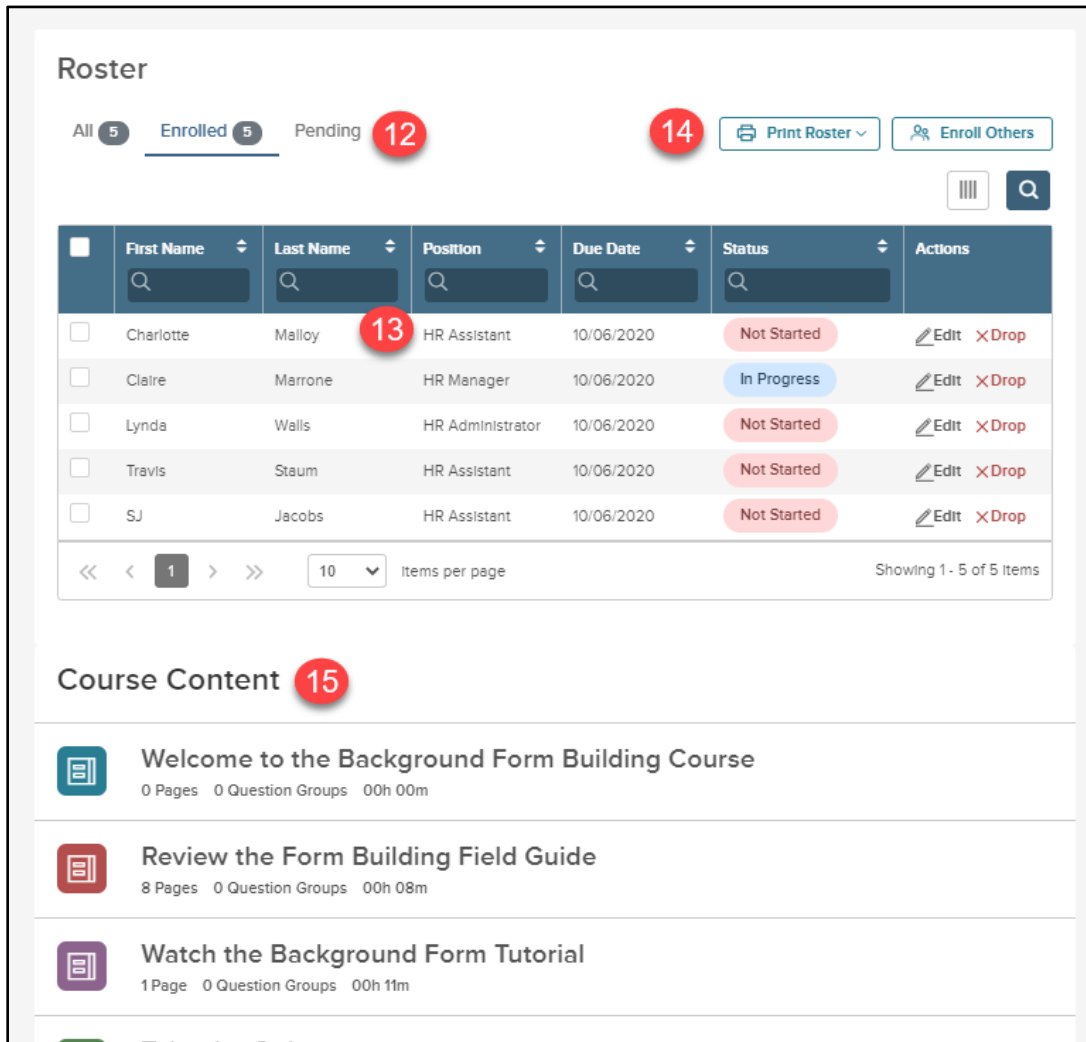 Roster
All 5 Enrolled 5 Pending 12 14 Print Roster Enroll Others
First Name Last Name Position Due Date Status Actions
Charlotte Malloy 13 HR Assistant 10/06/2020 Not Started Edit Drop
Claire Marrone HR Manager 10/06/2020 In Progress Edit Drop
Lynda Walls HR Administrator 10/06/2020 Not Started Edit Drop
Travis Staum HR Assistant 10/06/2020 Not Started Edit Drop
SJ Jacobs HR Assistant 10/06/2020 Not Started Edit Drop
1 10 Items per page Showing 1 - 5 of 5 items
Course Content 15
Welcome to the Background Form Building Course
0 Pages 0 Question Groups 00h 00m
Review the Form Building Field Guide
8 Pages 0 Question Groups 00h 08m
Watch the Background Form Tutorial
1 Page 0 Question Groups 00h 11m